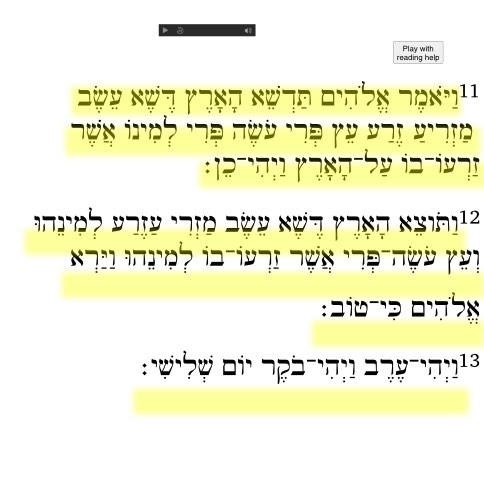 Play with
reading help
11וַיֹּאמֶר אֱלֹהִים תַּדְשֵׁא הָאָרֶץ דֶּשֶׁא עֵשֶׂב
מַזְרִיעַ זֶרַע עֵץ פְּרִי עֹשֶׂה פְּרִי לְמִינוֹ אֲשֶׁר
זַרְעוֹ־בוֹ עַל־הָאָרֶץ וַיְהִי־כֵן׃
12וַתּוֹצֵא הָאָרֶץ דֶּשֶׁא עֵשֶׂב מַזְרִי עַזֶרַע לְמִינֵהוּ
וְעֵץ עֹשֶׂה־פְּרִי אֲשֶׁר זַרְעוֹ־בוֹ לְמִינֵהוּ וַיַּרְא
אֱלֹהִים כִּי־טוֹב׃
13וַיְהִי־עֶרֶב וַיְהִי־בֹקֶר יוֹם שְׁלִישִׁי׃